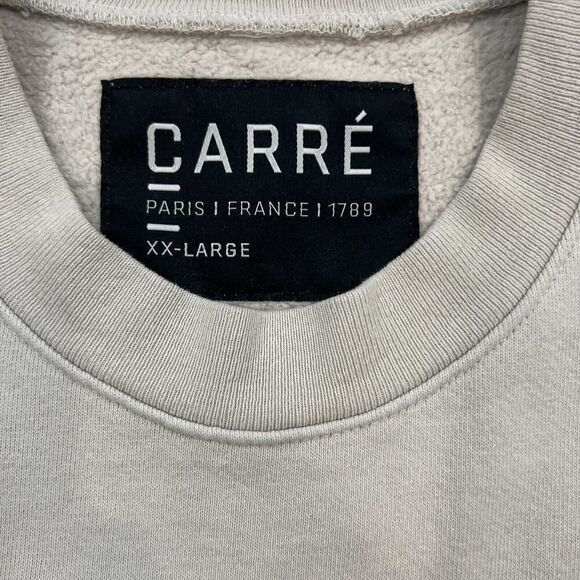 CARRÉ
PARIS I FRANCE I 1789
XX-LARGE